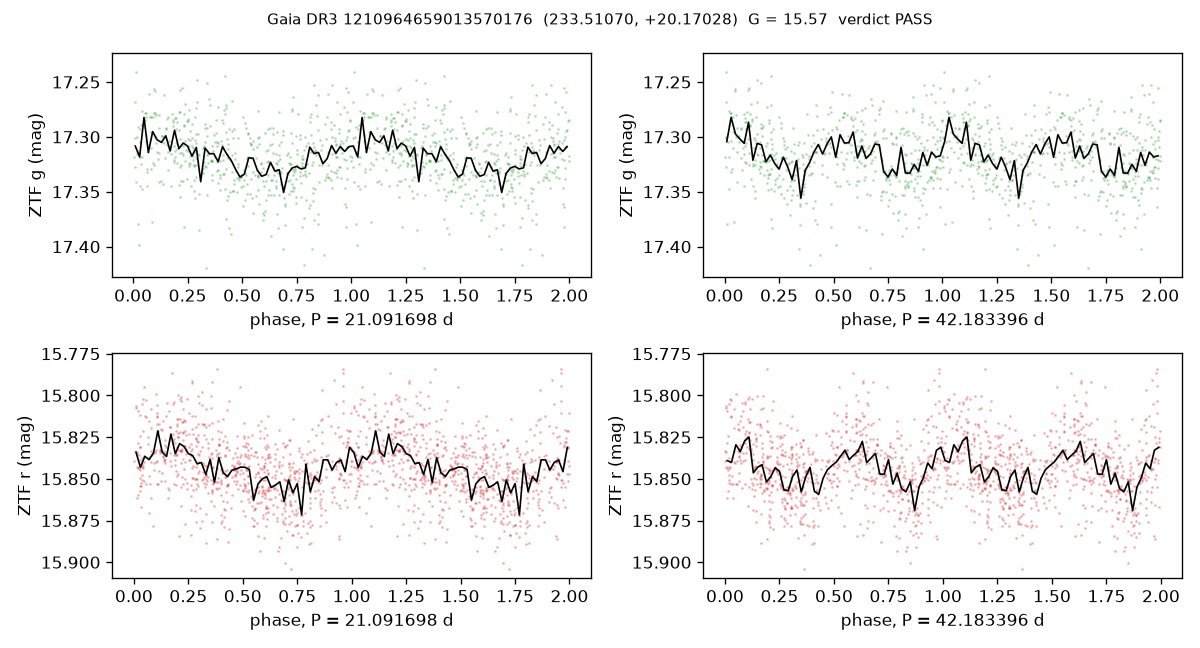 Gaia DR3 1210964659013570176 (233.51070, +20.17028) G = 15.57 verdict PASS
ZTF g (mag)
17.25
17.30
17.35
17.40
0.00 0.25 0.50 0.75 1.00 1.25 1.50 1.75 2.00
phase, P = 21.091698 d
ZTF g (mag)
17.25
17.30
17.35
17.40
0.00 0.25 0.50 0.75 1.00 1.25 1.50 1.75 2.00
phase, P = 42.183396 d
ZTF r (mag)
15.775
15.800
15.825
15.850
15.875
15.900
0.00 0.25 0.50 0.75 1.00 1.25 1.50 1.75 2.00
phase, P = 21.091698 d
ZTF r (mag)
15.775
15.800
15.825
15.850
15.875
15.900
0.00 0.25 0.50 0.75 1.00 1.25 1.50 1.75 2.00
phase, P = 42.183396 d